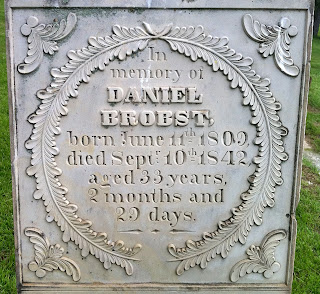 In
memory of
DANIEL
BROBST,
born June 11th 1809,
died Septr 10th 1842,
aged 33 years,
2 months and
29 days.